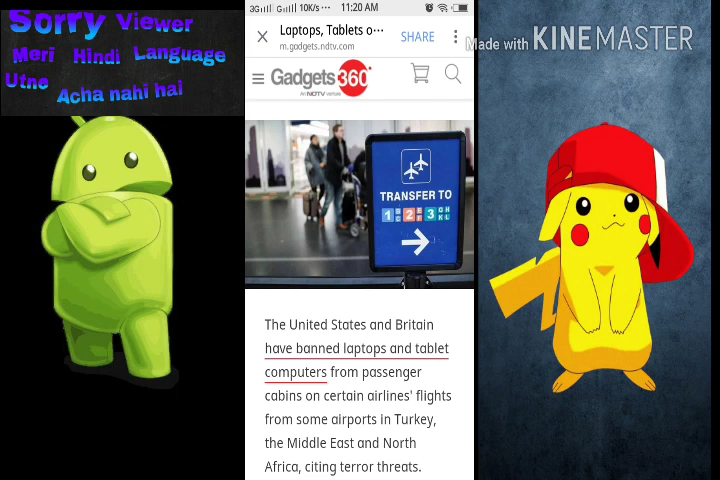 Sorry Viewer
Meri Hindi Language
Utne
Acha nahi hai
3G 4G 10K/s ··· 11:20 AM
Laptops, Tablets o···
m.gadgets.ndtv.com
SHARE
Gadgets 360°
An NDTV venture
TRANSFER TO
1 2 3
The United States and Britain
have banned laptops and tablet
computers from passenger
cabins on certain airlines' flights
from some airports in Turkey,
the Middle East and North
Africa, citing terror threats.
Made with KINEMASTER